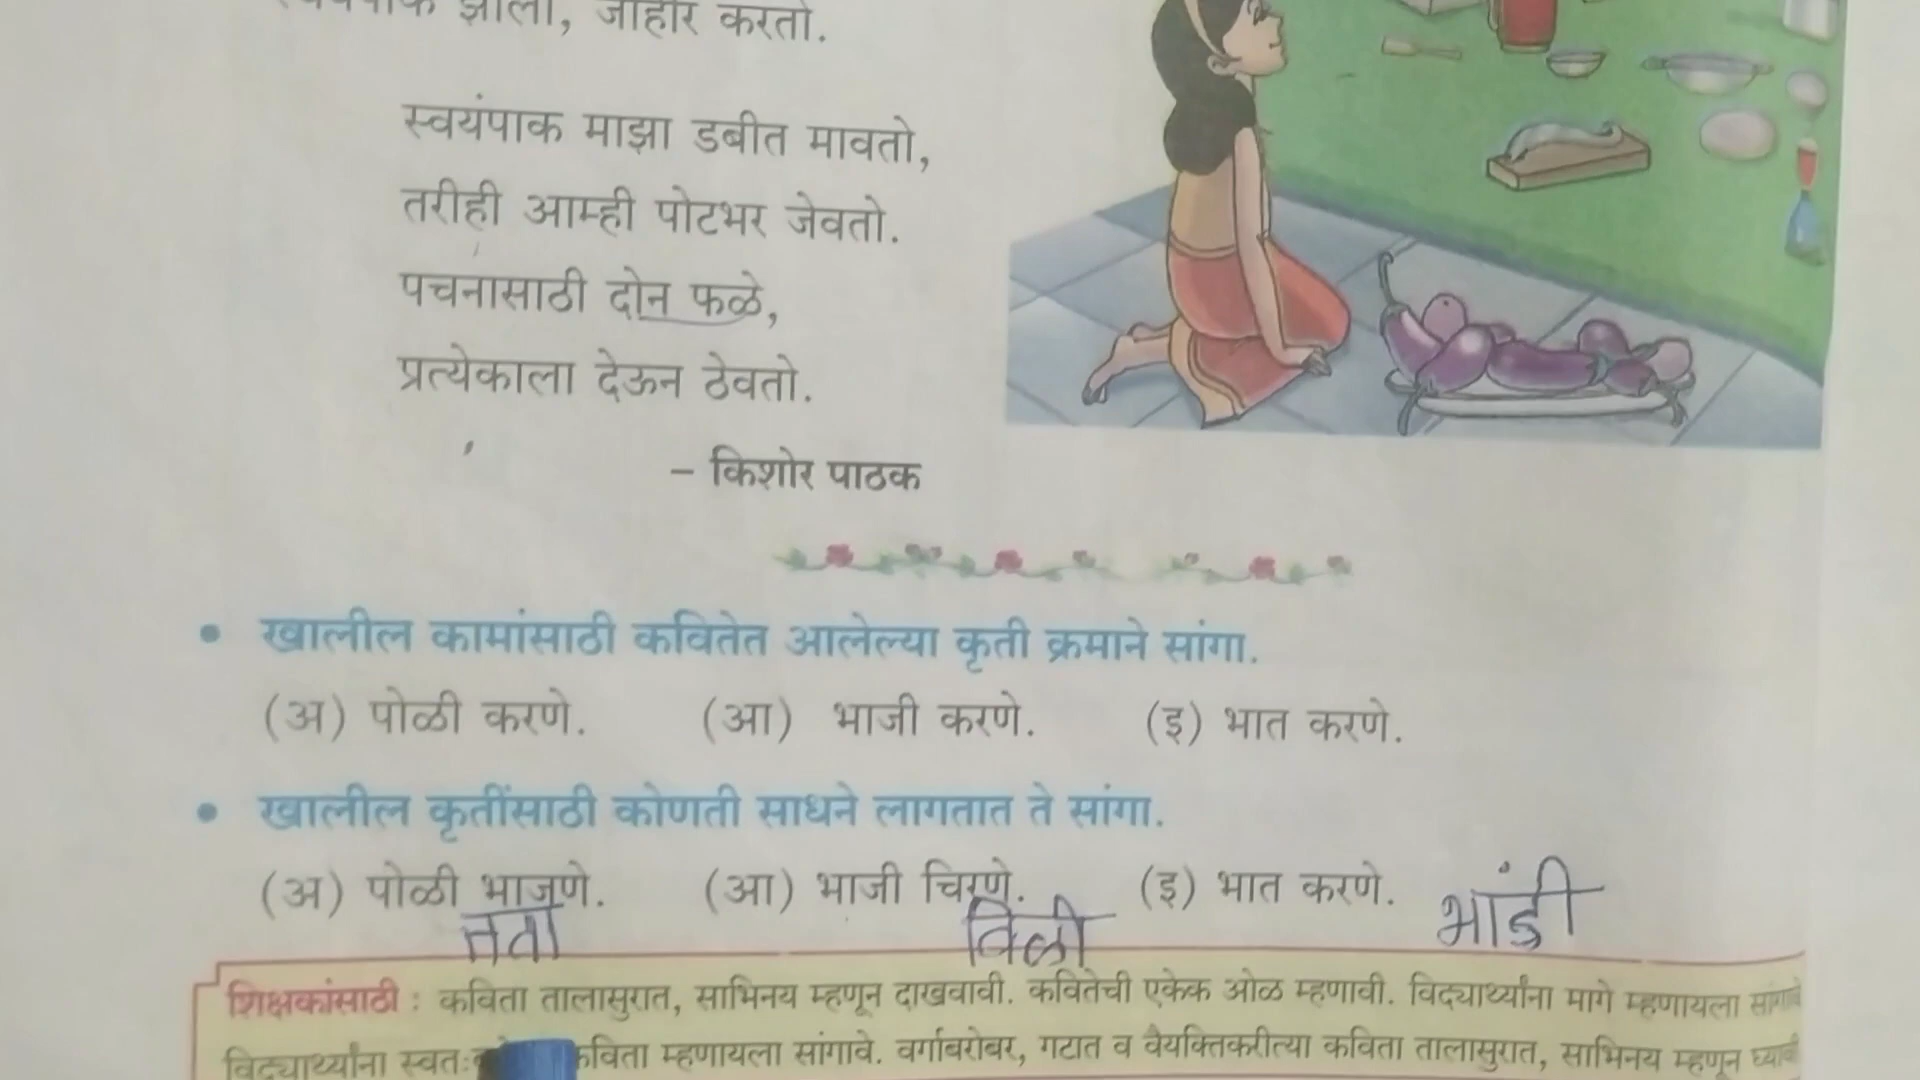 झाला, जाहीर करतो.
स्वयंपाक माझा डबीत मावतो,
तरीही आम्ही पोटभर जेवतो.
पचनासाठी दोन फळे,
प्रत्येकाला देऊन ठेवतो.
– किशोर पाठक
• खालील कामांसाठी कवितेत आलेल्या कृती क्रमाने सांगा.
(अ) पोळी करणे. (आ) भाजी करणे. (इ) भात करणे.
• खालील कृतींसाठी कोणती साधने लागतात ते सांगा.
(अ) पोळी भाजणे. (आ) भाजी चिरणे. (इ) भात करणे.
विळी भांडी
शिक्षकांसाठी : कविता तालासुरात, साभिनय म्हणून दाखवावी. कवितेची एकेक ओळ म्हणावी. विद्यार्थ्यांना मागे म्हणायला
विद्यार्थ्यांना कविता म्हणायला सांगावे. वर्गाबरोबर, गटात व वैयक्तिकरीत्या कविता तालासुरात, साभिनय म्हणून